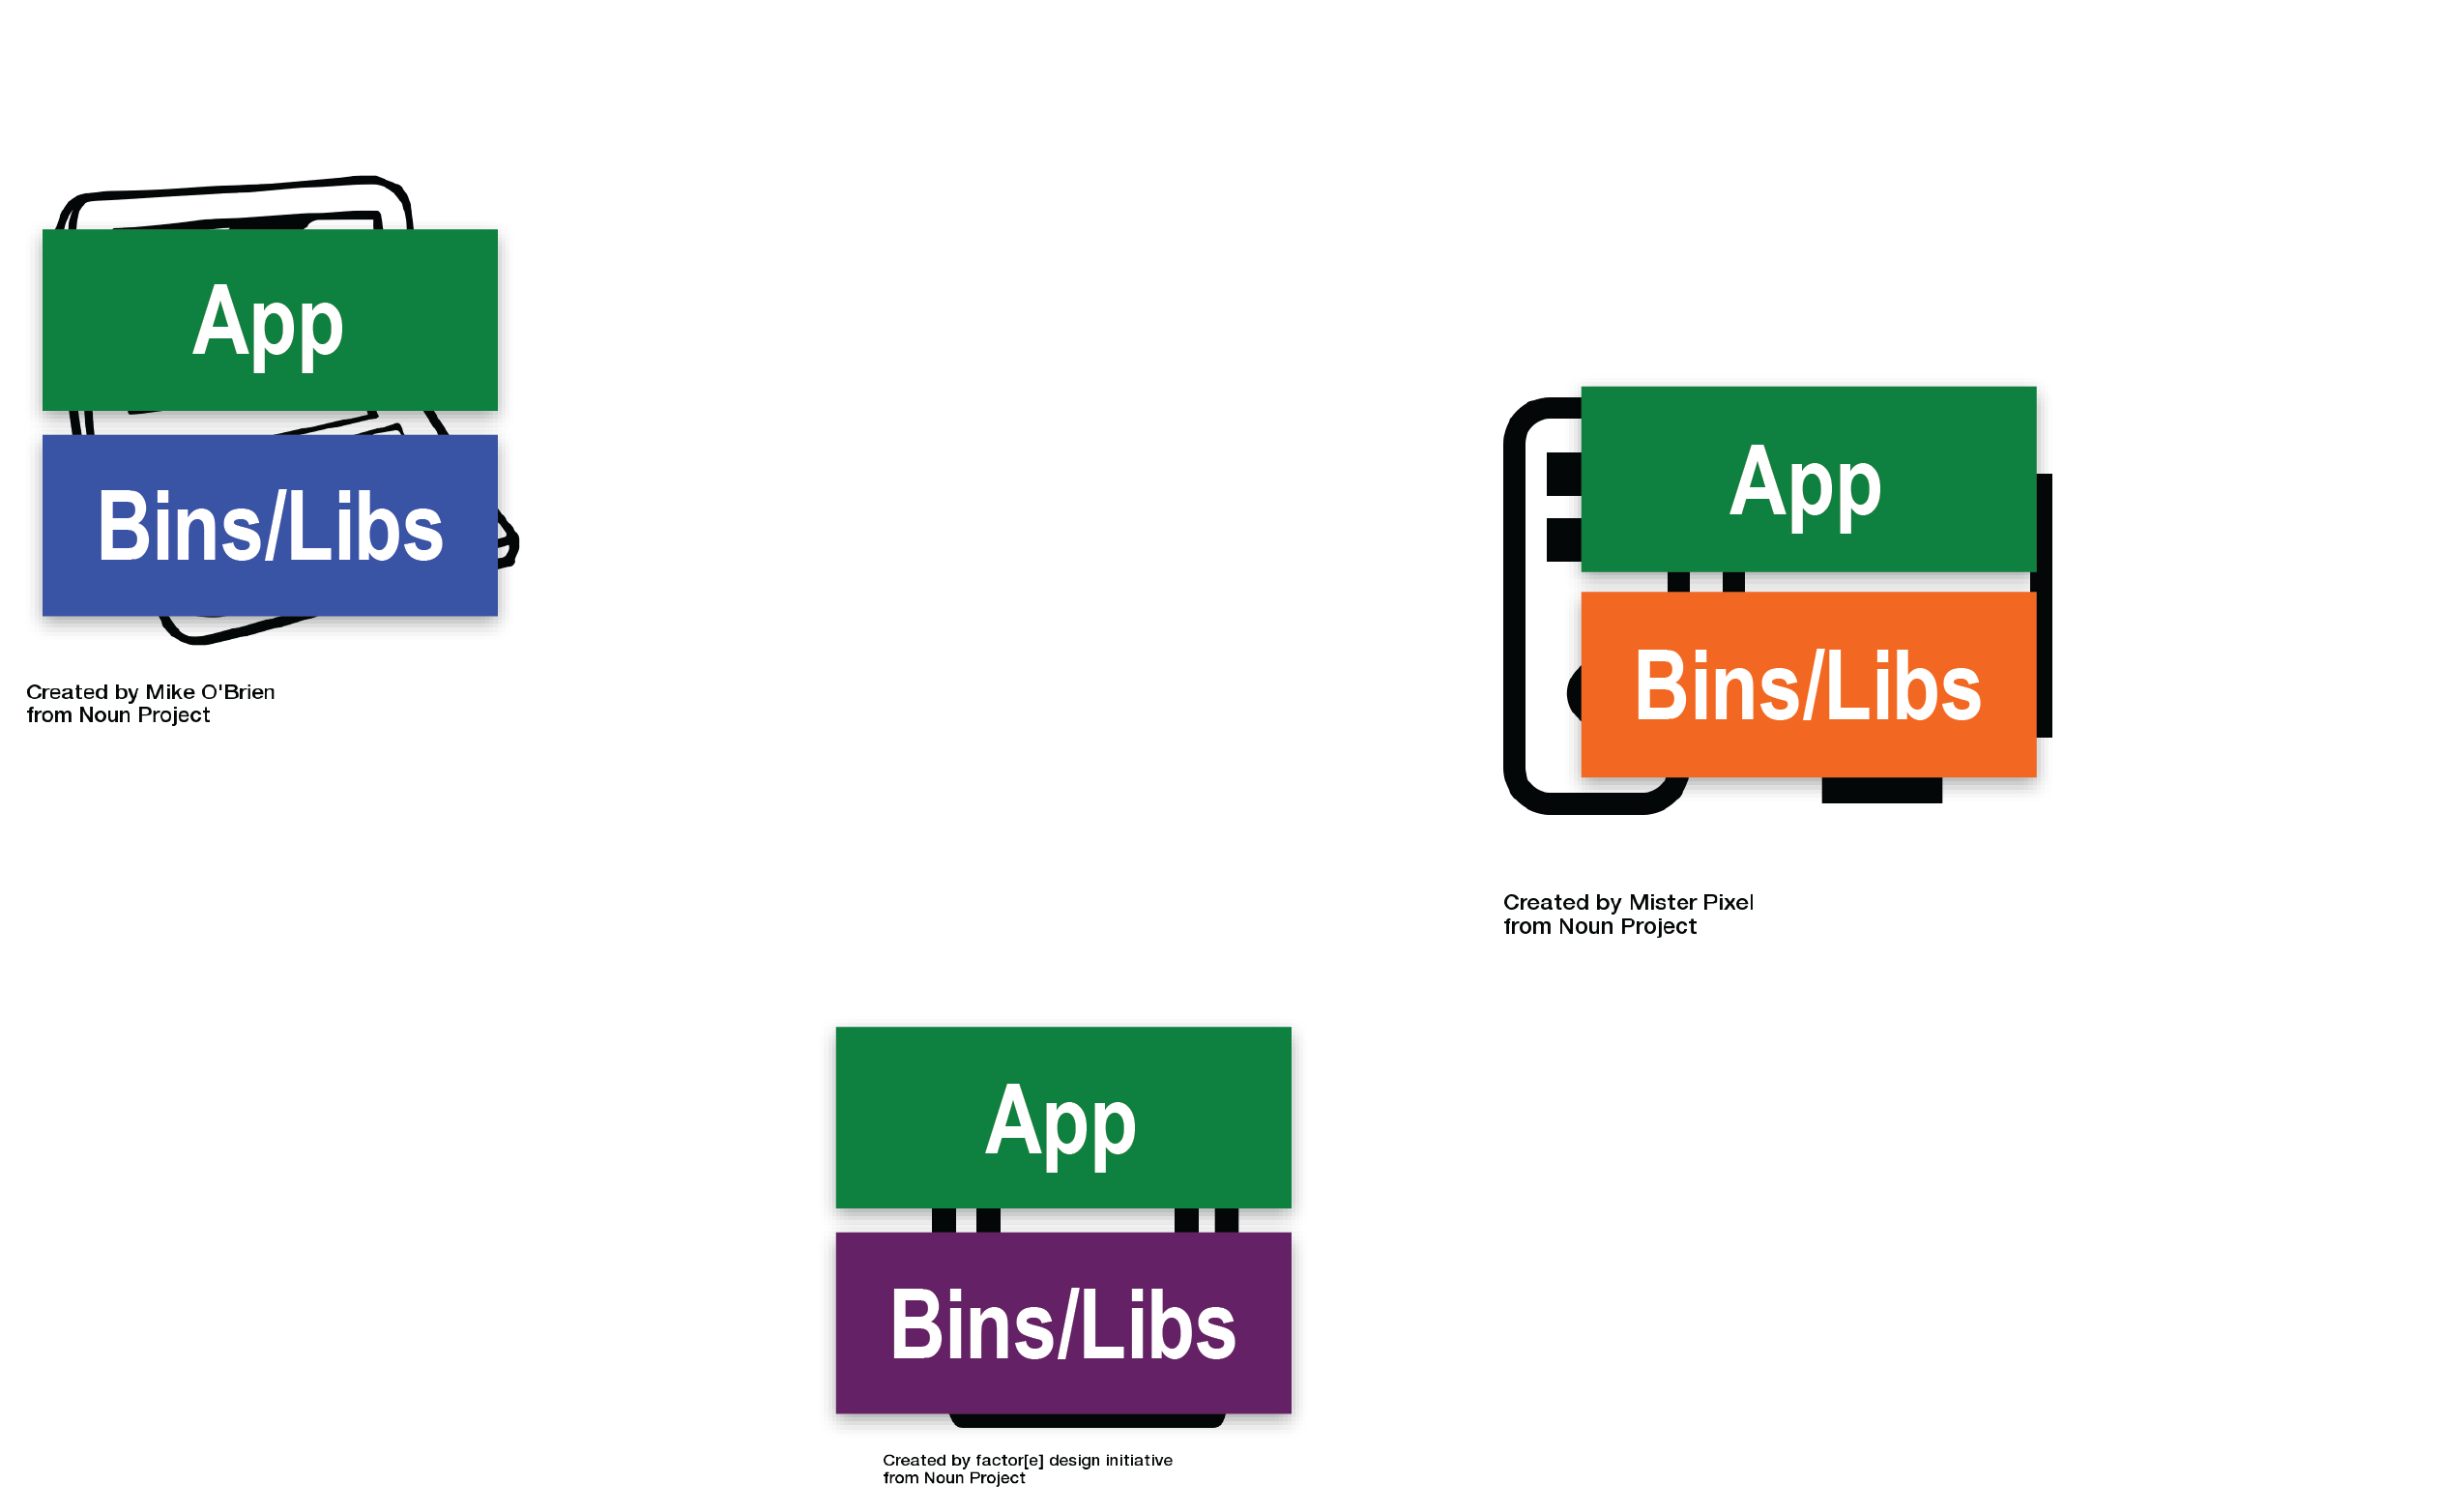 App
Bins/Libs
Created by Mike O'Brien
from Noun Project
App
Bins/Libs
Created by Mister Pixel
from Noun Project
App
Bins/Libs
Created by factor[e] design initiative
from Noun Project